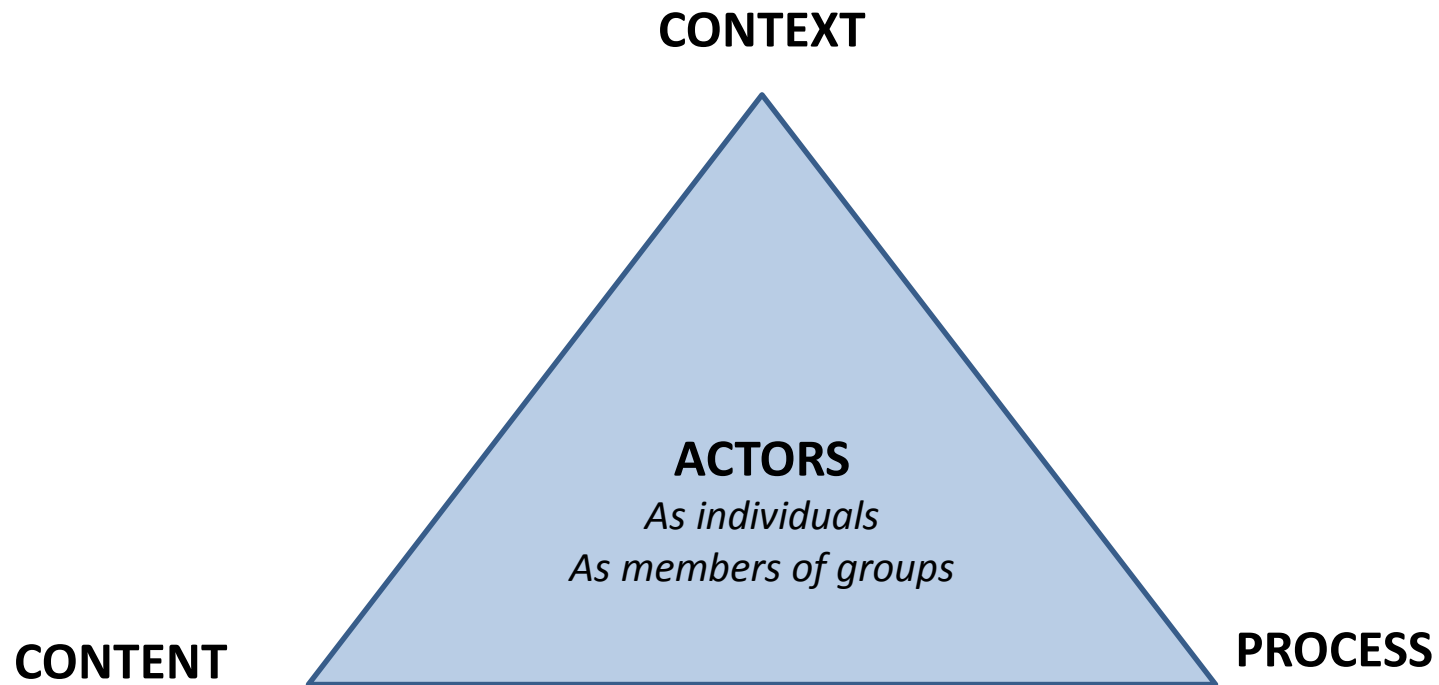 CONTEXT
ACTORS
As individuals
As members of groups
CONTENT
PROCESS